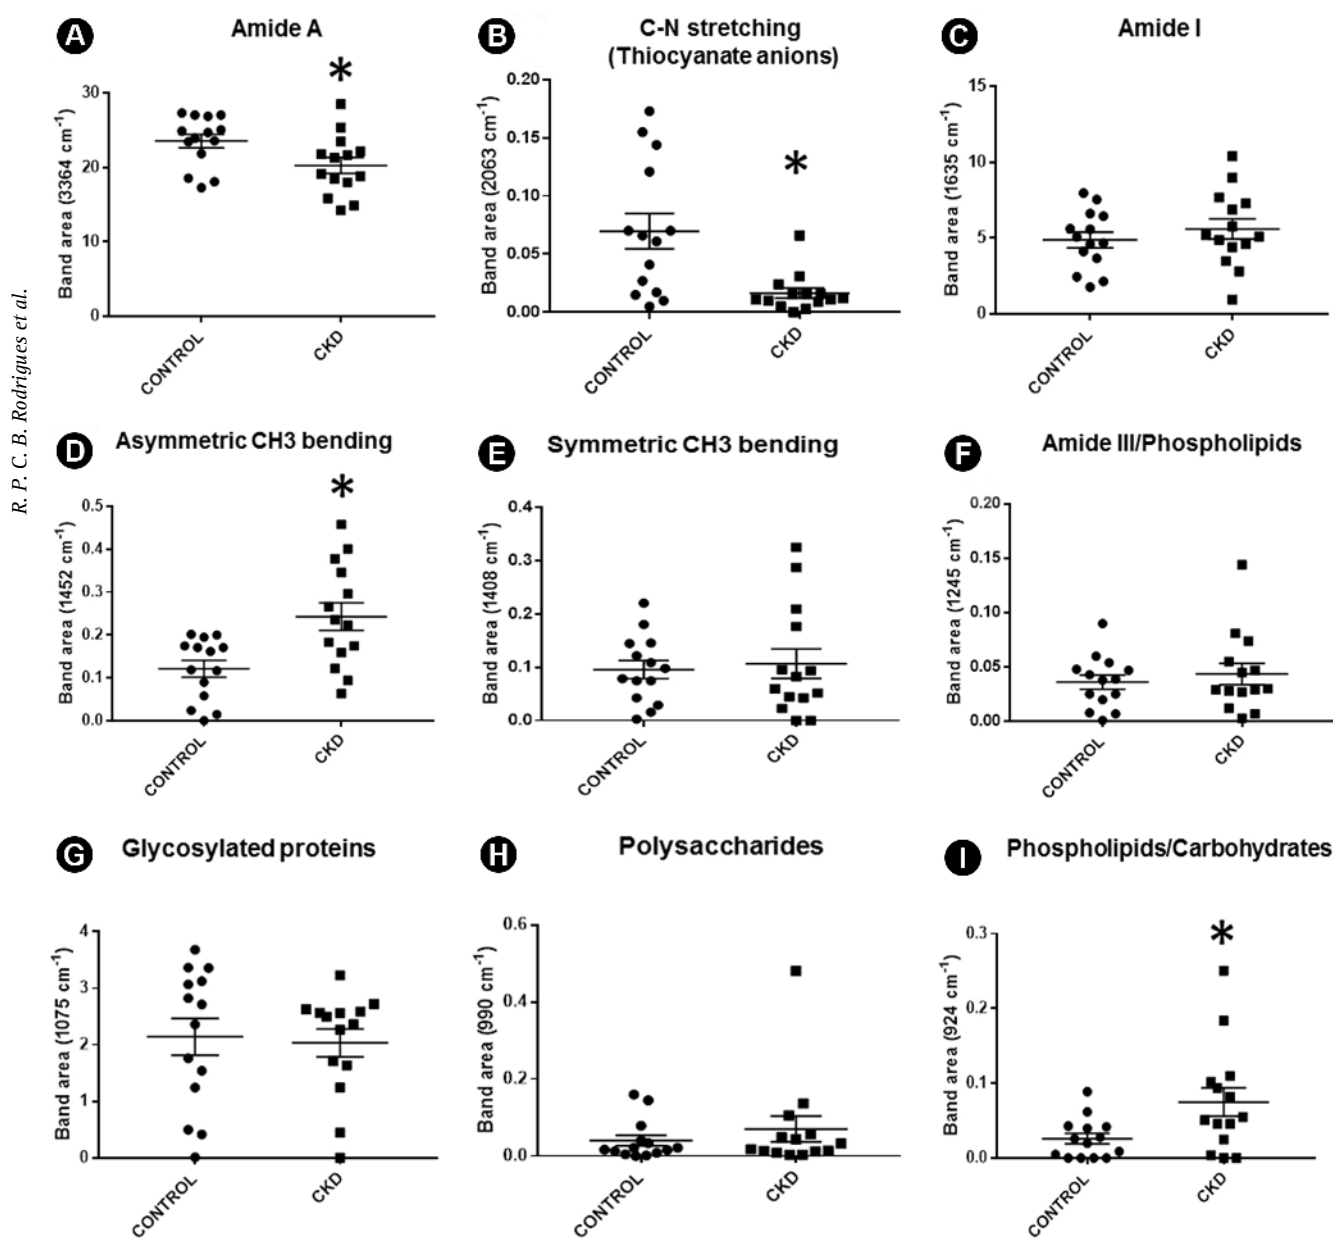 R. P. C. B. Rodrigues et al.
A
Amide A
*
Band area (3364 cm-1)
30
20
10
0
CONTROL
CKD
B
C-N stretching
(Thiocyanate anions)
*
Band area (2063 cm-1)
0.20
0.15
0.10
0.05
0.00
CONTROL
CKD
C
Amide I
Band area (1635 cm-1)
15
10
5
0
CONTROL
CKD
D
Asymmetric CH3 bending
*
Band area (1452 cm-1)
0.5
0.4
0.3
0.2
0.1
0.0
CONTROL
CKD
E
Symmetric CH3 bending
Band area (1408 cm-1)
0.4
0.3
0.2
0.1
0.0
CONTROL
CKD
F
Amide III/Phospholipids
Band area (1245 cm-1)
0.20
0.15
0.10
0.05
0.00
CONTROL
CKD
G
Glycosylated proteins
Band area (1075 cm-1)
4
3
2
1
0
CONTROL
CKD
H
Polysaccharides
Band area (990 cm-1)
0.6
0.4
0.2
0.0
CONTROL
CKD
I
Phospholipids/Carbohydrates
*
Band area (924 cm-1)
0.3
0.2
0.1
0.0
CONTROL
CKD